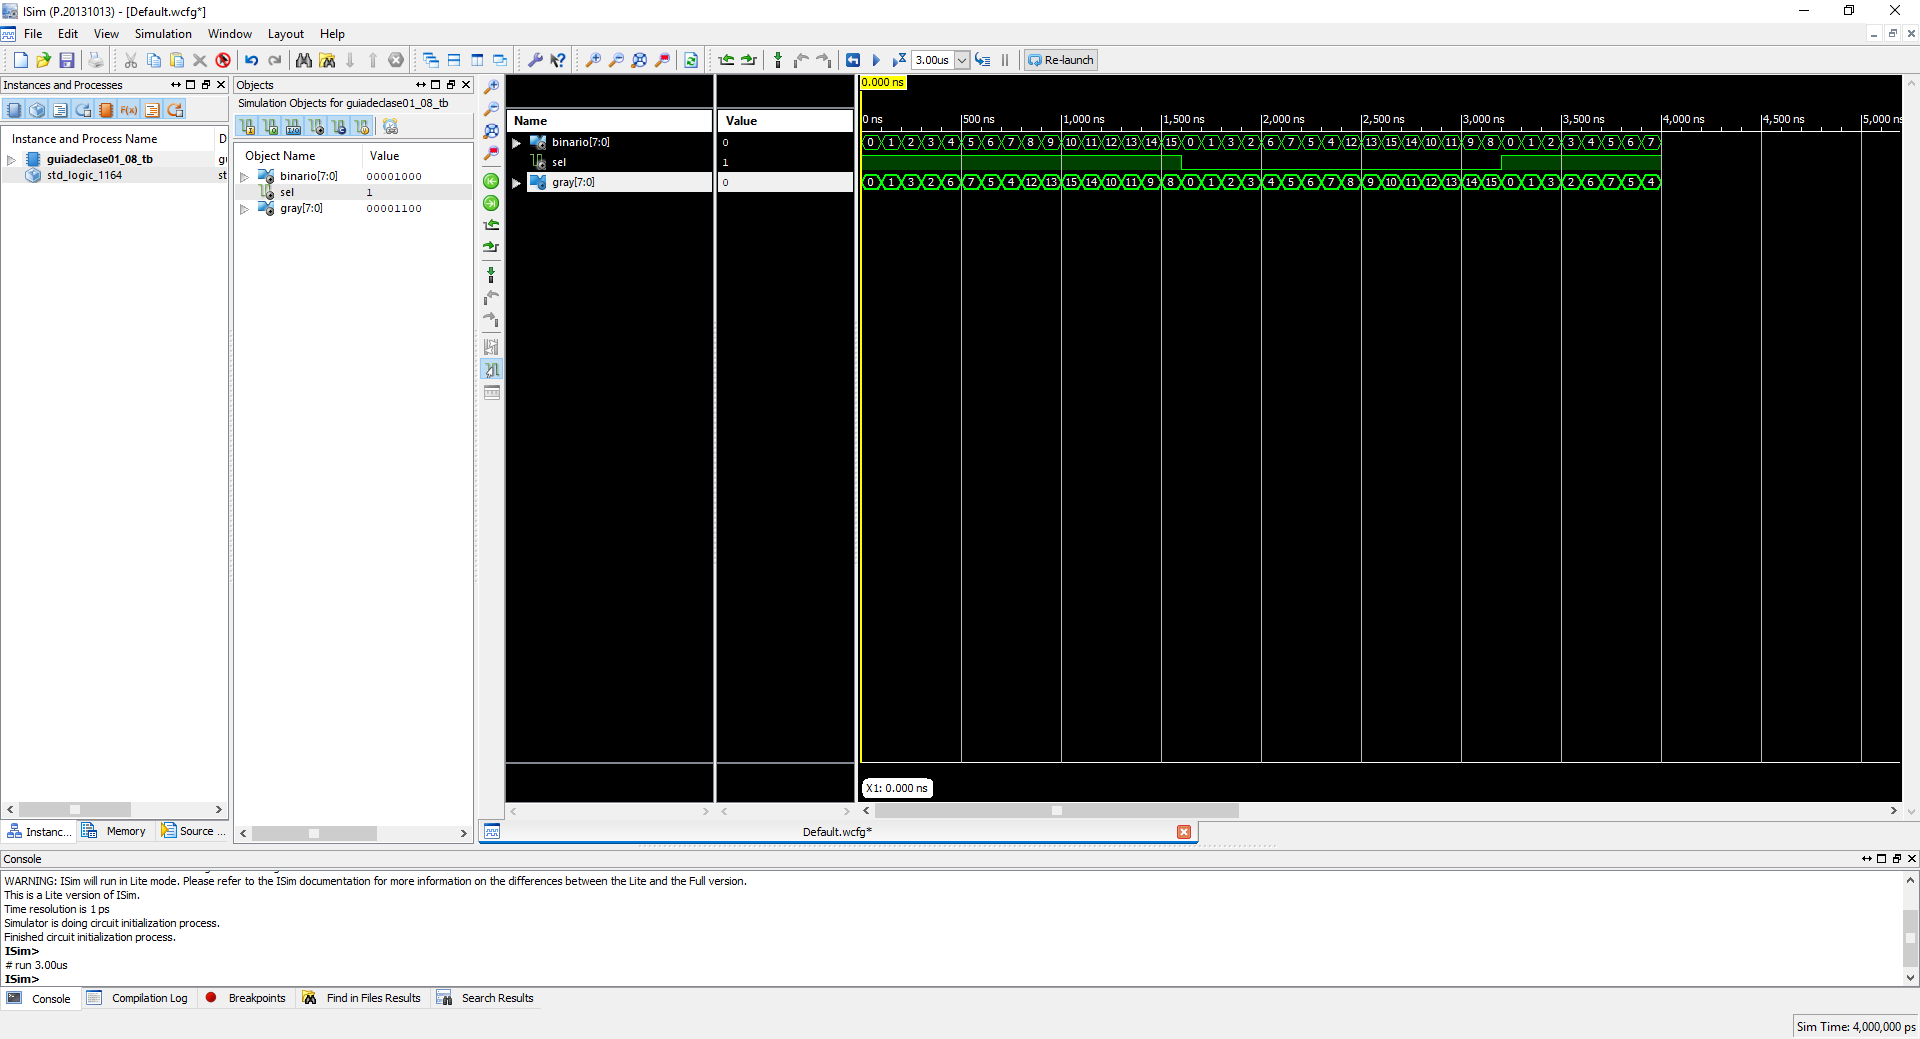 ISim (P.20131013) - [Default.wcfg*]
File Edit View Simulation Window Layout Help
3.00us Re-launch
Instances and Processes
Instance and Process Name D
guiadeclase01_08_tb
std_logic_1164 st
Instanc... Memory Source ...
Objects
Simulation Objects for guiadeclase01_08_tb
Object Name Value
binario[7:0] 00001000
sel 1
gray[7:0] 00001100
Name Value
binario[7:0] 0
sel 1
gray[7:0] 0
0.000 ns
0 ns 500 ns 1,000 ns 1,500 ns 2,000 ns 2,500 ns 3,000 ns 3,500 ns 4,000 ns 4,500 ns 5,000 n
0 1 2 3 4 5 6 7 8 9 10 11 12 13 14 15 0 1 3 2 6 7 5 4 12 13 15 14 10 11 9 8 0 1 2 3 4 5 6 7
0 1 3 2 6 7 5 4 12 13 15 14 10 11 9 8 0 1 2 3 4 5 6 7 8 9 10 11 12 13 14 15 0 1 3 2 6 7 5 4
X1: 0.000 ns
Default.wcfg*
Console
WARNING: ISim will run in Lite mode. Please refer to the ISim documentation for more information on the differences between the Lite and the Full version.
This is a Lite version of ISim.
Time resolution is 1 ps
Simulator is doing circuit initialization process.
Finished circuit initialization process.
ISim>
# run 3.00us
ISim>
Console Compilation Log Breakpoints Find in Files Results Search Results
Sim Time: 4,000,000 ps